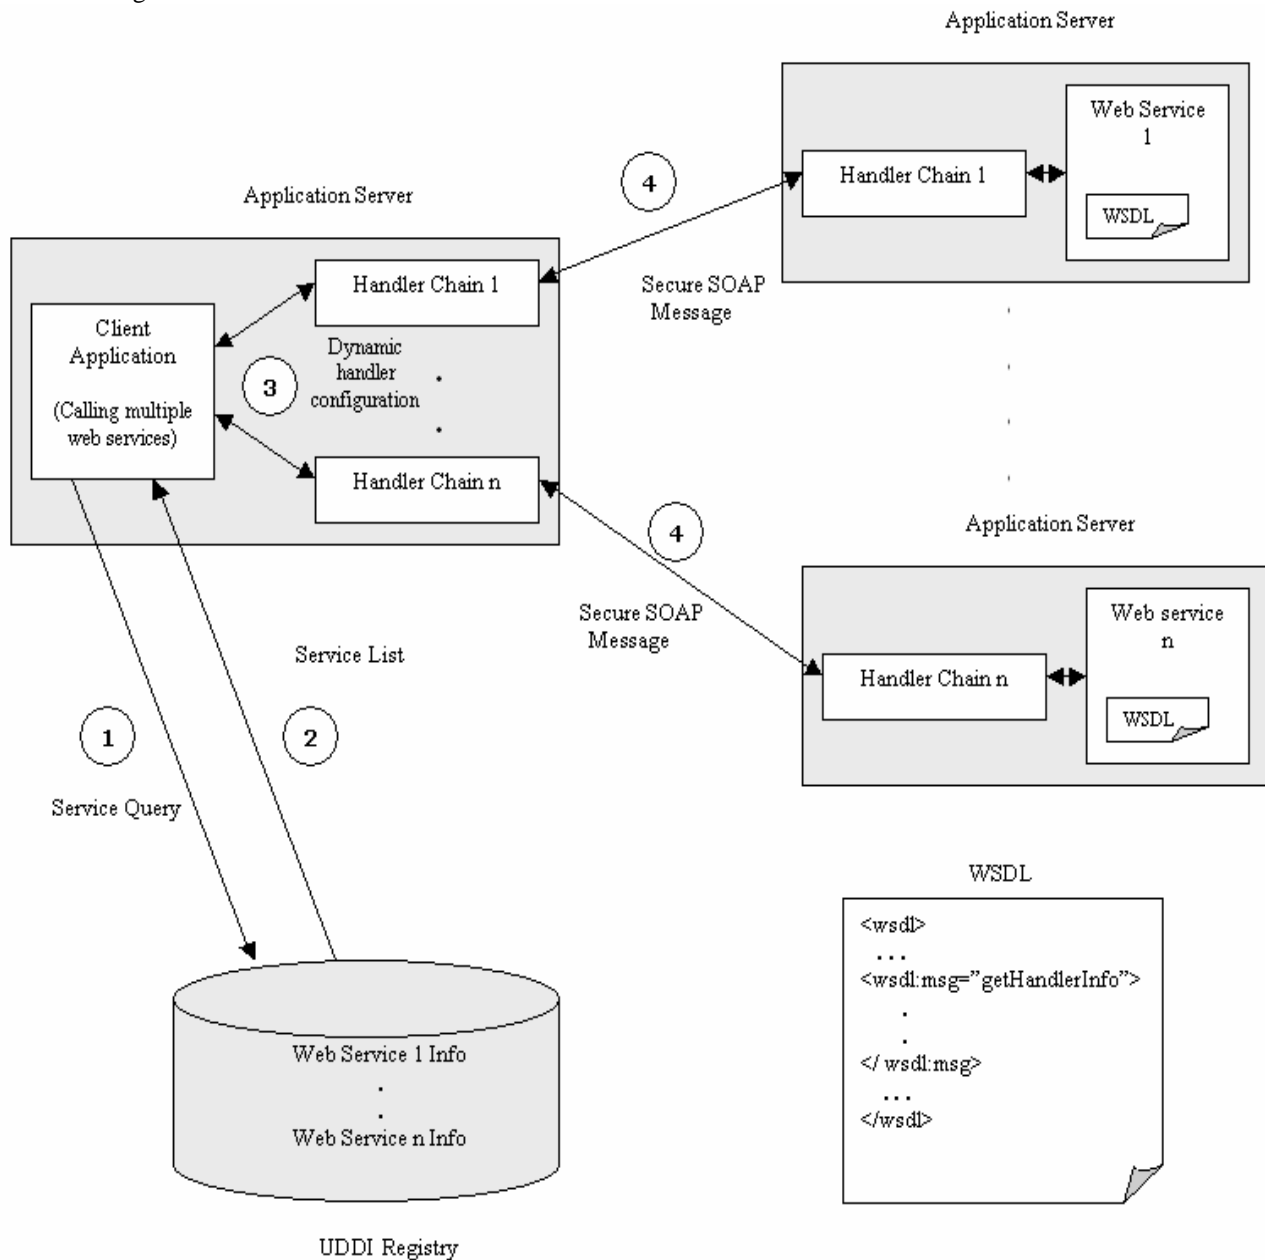 Application Server
Web Service
1
Handler Chain 1
WSDL
4
Application Server
Handler Chain 1
Secure SOAP
Message
Client
Application
(Calling multiple
web services)
3
Dynamic
handler
configuration
Handler Chain n
4
Application Server
Secure SOAP
Message
Web service
n
Handler Chain n
WSDL
Service List
1
2
Service Query
WSDL
<wsdl>
...
<wsdl:msg=”getHandlerInfo”>
.
.
</ wsdl:msg>
...
</wsdl>
Web Service 1 Info
.
.
Web Service n Info
UDDI Registry